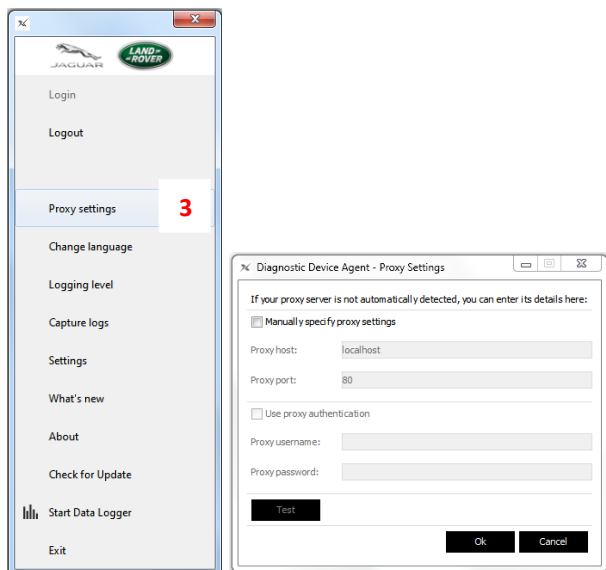 JAGUAR
LAND-
-ROVER
Login
Logout
Proxy settings
3
Change language
Logging level
Capture logs
Settings
What's new
About
Check for Update
Start Data Logger
Exit
Diagnostic Device Agent - Proxy Settings
If your proxy server is not automatically detected, you can enter its details here:
Manually specify proxy settings
Proxy host: localhost
Proxy port: 80
Use proxy authentication
Proxy username:
Proxy password:
Test
Ok Cancel